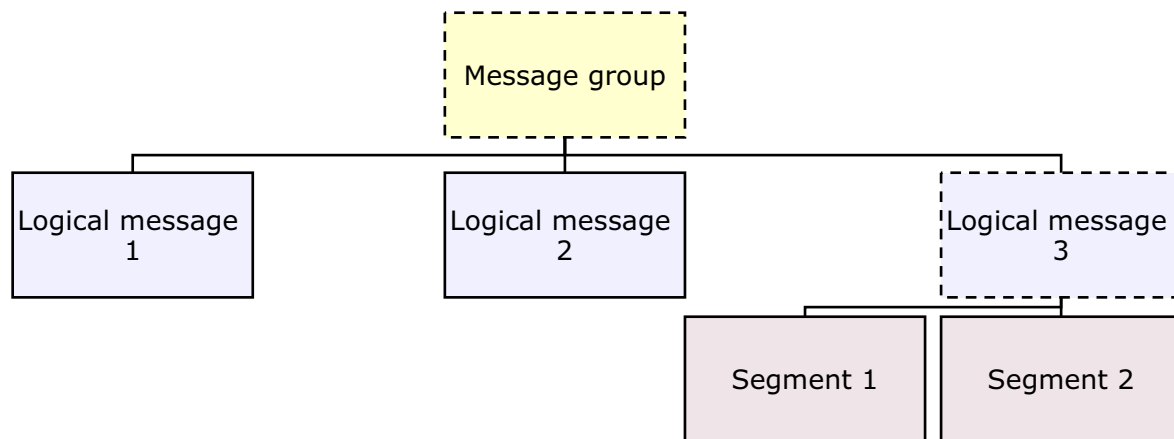 Message group
Logical message
1
Logical message
2
Logical message
3
Segment 1
Segment 2